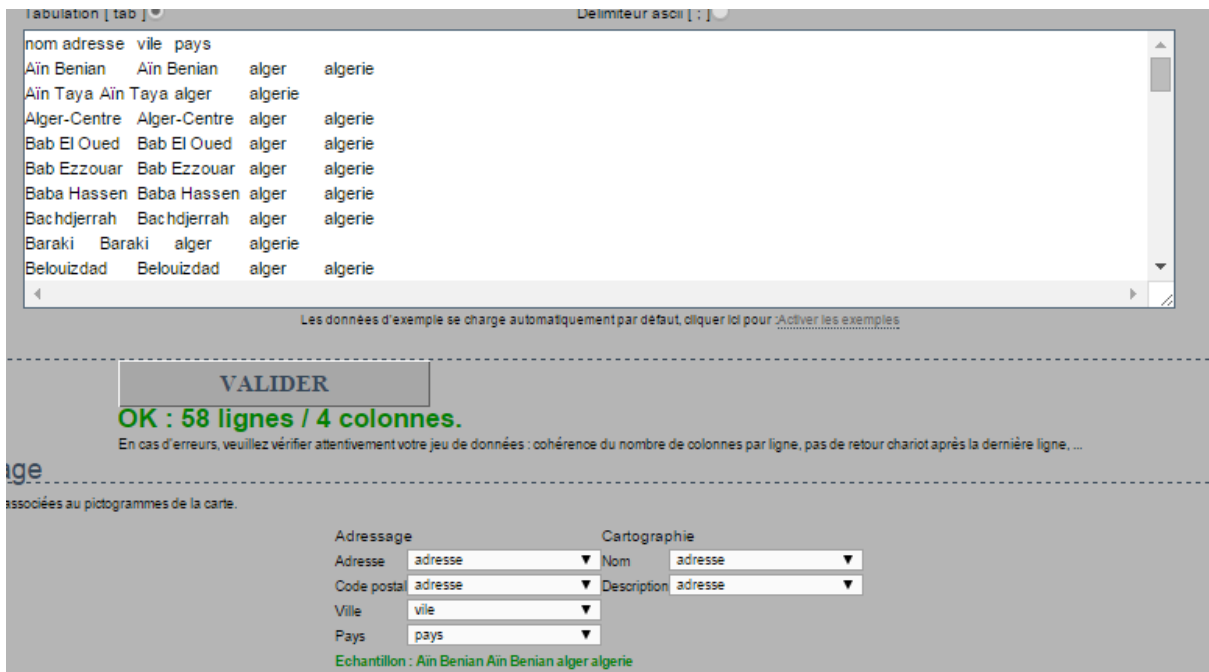 Tabulation [ tab ] Delimiteur ascii [ ; ]
nom adresse vile pays
Aïn Benian Aïn Benian alger algerie
Aïn Taya Aïn Taya alger algerie
Alger-Centre Alger-Centre alger algerie
Bab El Oued Bab El Oued alger algerie
Bab Ezzouar Bab Ezzouar alger algerie
Baba Hassen Baba Hassen alger algerie
Bachdjerrah Bachdjerrah alger algerie
Baraki Baraki alger algerie
Belouizdad Belouizdad alger algerie
Les données d'exemple se charge automatiquement par défaut, cliquer ici pour :Activer les exemples
VALIDER
OK : 58 lignes / 4 colonnes.
En cas d'erreurs, veuillez vérifier attentivement votre jeu de données : cohérence du nombre de colonnes par ligne, pas de retour chariot après la dernière ligne, ...
age
associées au pictogrammes de la carte.
Adressage Cartographie
Adresse adresse Nom adresse
Code postal adresse Description adresse
Ville vile
Pays pays
Echantillon : Aïn Benian Aïn Benian alger algerie